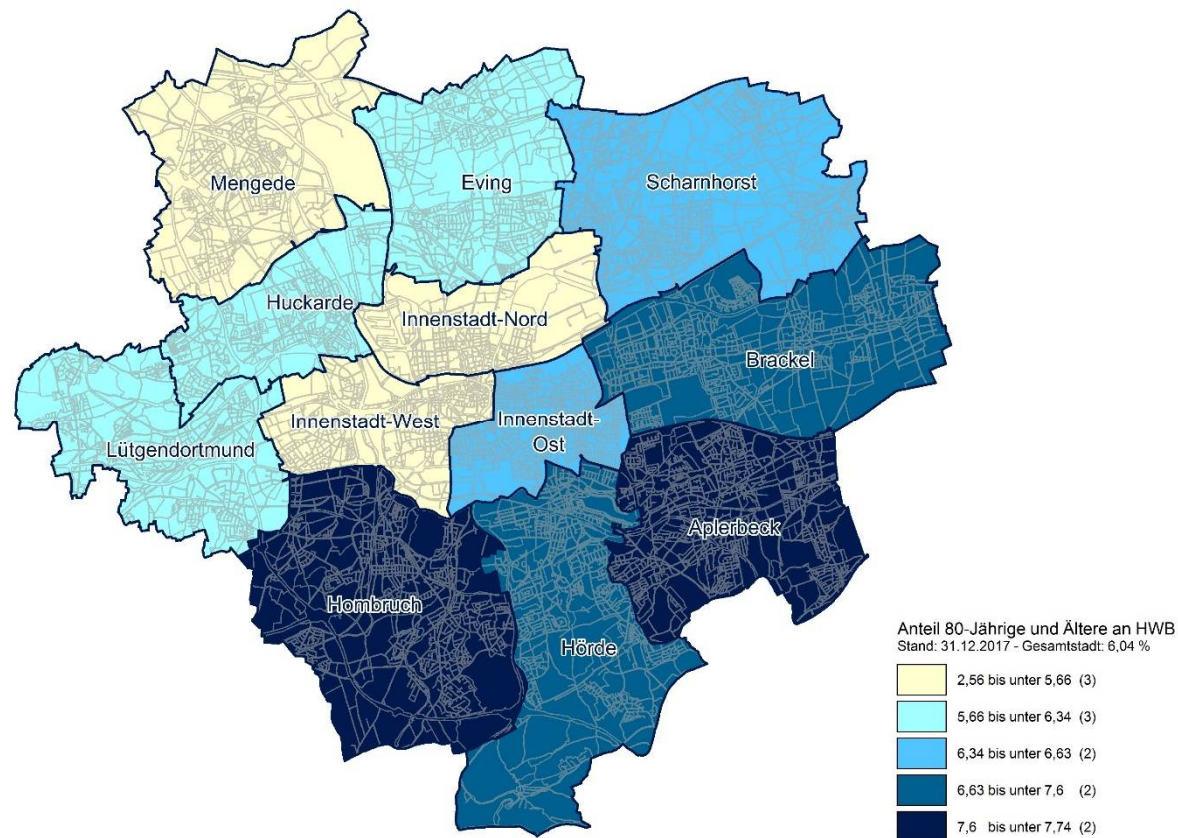 Mengede
Eving
Scharnhorst
Huckarde
Innenstadt-Nord
Brackel
Innenstadt-West
Innenstadt-
Ost
Lütgendortmund
Aplerbeck
Hombruch
Hörde
Anteil 80-Jährige und Ältere an HWB
Stand: 31.12.2017 - Gesamtstadt: 6,04 %
2,56 bis unter 5,66 (3)
5,66 bis unter 6,34 (3)
6,34 bis unter 6,63 (2)
6,63 bis unter 7,6 (2)
7,6 bis unter 7,74 (2)